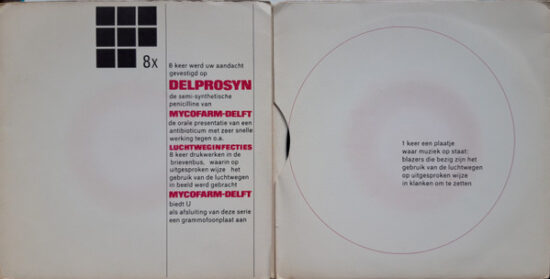 8x
8 keer werd uw aandacht
gevestigd op
DELPROSYN
de semi-synthetische
penicilline van
MYCOFARM-DELFT
de orale presentatie van een
antibioticum met zeer snelle
werking tegen o.a.
LUCHTWEGINFECTIES
8 keer drukwerken in de
brievenbus, waarin op
uitgesproken wijze het
gebruik van de luchtwegen
in beeld werd gebracht
MYCOFARM-DELFT
biedt U
als afsluiting van deze serie
een grammofoonplaat aan
1 keer een plaatje
waar muziek op staat:
blazers die bezig zijn het
gebruik van de luchtwegen
op uitgesproken wijze
in klanken om te zetten